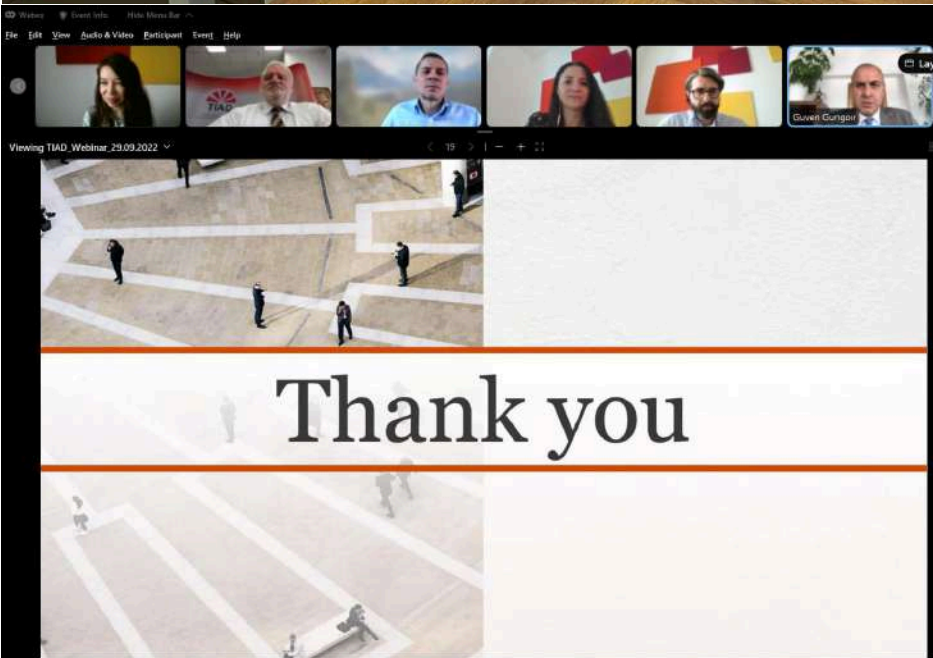 Webex Event Info Hide Menu Bar
File Edit View Audio & Video Participant Event Help
TIAD
Lay
Guven Gungor
Viewing TIAD_Webinar_29.09.2022
19
Thank you